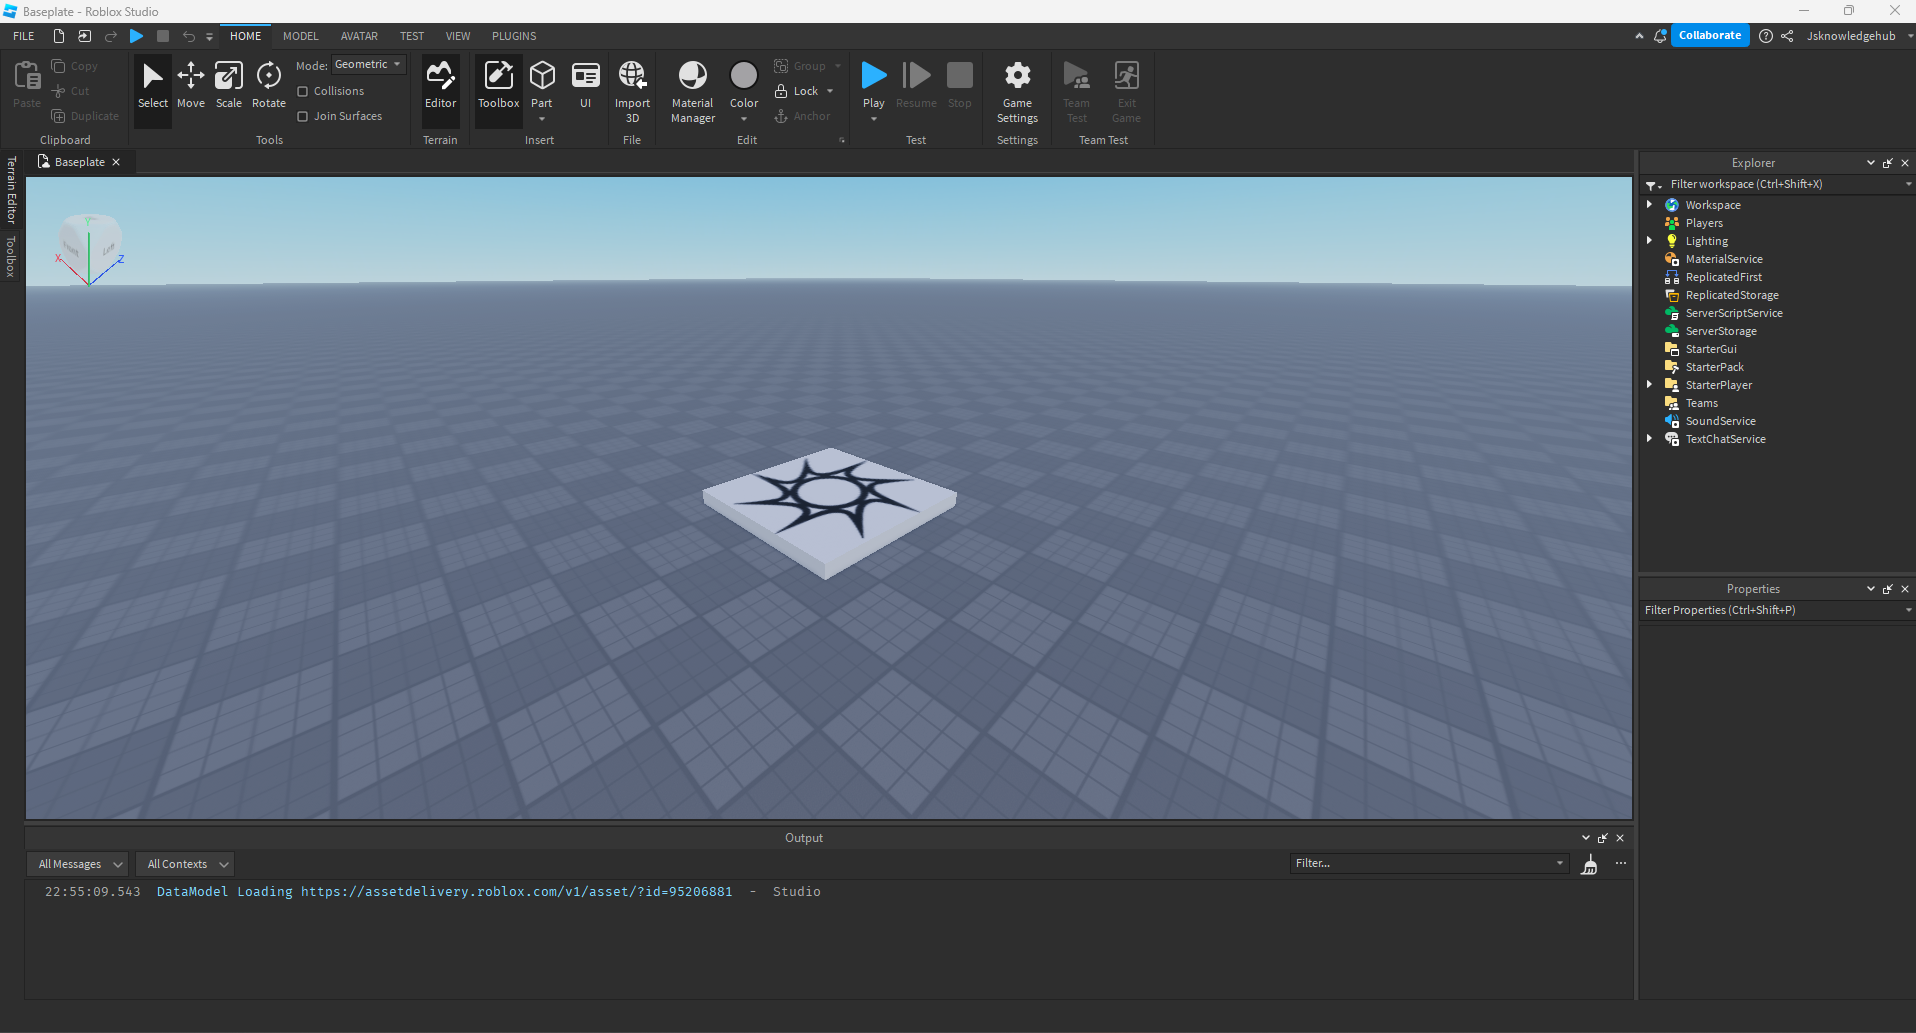 Baseplate - Roblox Studio
FILE HOME MODEL AVATAR TEST VIEW PLUGINS Collaborate Jsknowledgehub
Paste
Copy
Cut
Duplicate
Clipboard
Select Move Scale Rotate
Mode: Geometric
Collisions
Join Surfaces
Tools
Editor
Terrain
Toolbox Part UI
Insert
Import
3D
File
Material
Manager
Color
Group
Lock
Anchor
Edit
Play Resume Stop
Test
Game
Settings
Settings
Team
Test
Exit
Game
Team Test
Terrain Editor
Toolbox
Baseplate
Y
X
Z
Left
Explorer
Filter workspace (Ctrl+Shift+X)
Workspace
Players
Lighting
MaterialService
ReplicatedFirst
ReplicatedStorage
ServerScriptService
ServerStorage
StarterGui
StarterPack
StarterPlayer
Teams
SoundService
TextChatService
Properties
Filter Properties (Ctrl+Shift+P)
Output
All Messages
All Contexts
Filter...
22:55:09.543 DataModel Loading https://assetdelivery.roblox.com/v1/asset/?id=95206881 - Studio